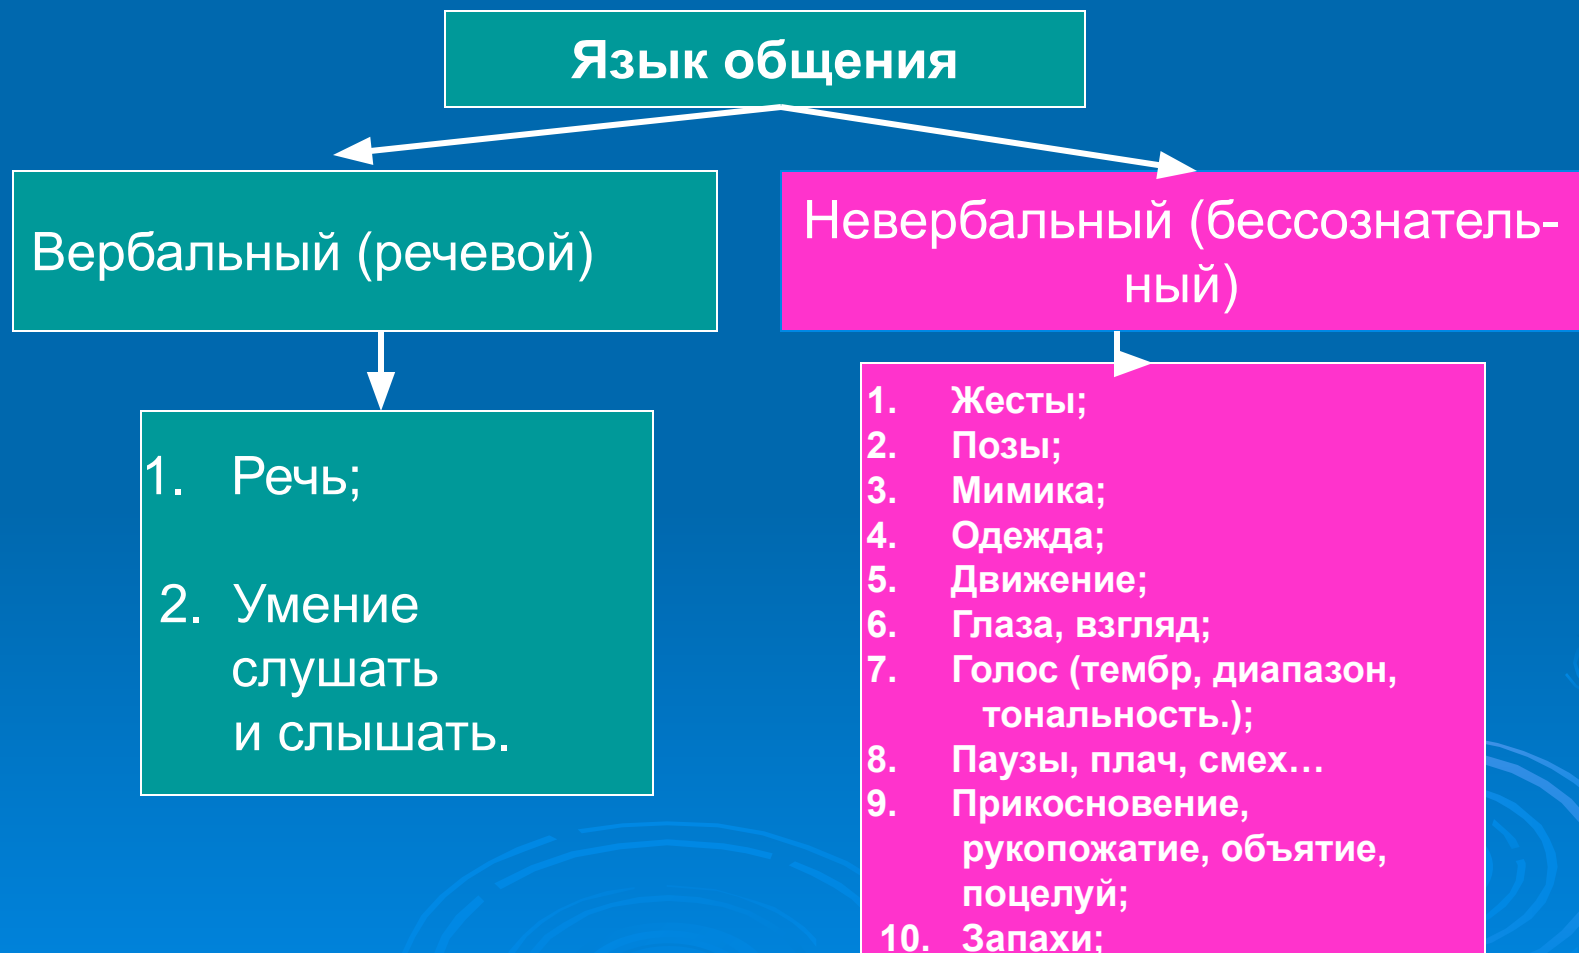 Язык общения
Вербальный (речевой)
Невербальный (бессознатель-
ный)
1. Речь;
2. Умение
слушать
и слышать.
1. Жесты;
2. Позы;
3. Мимика;
4. Одежда;
5. Движение;
6. Глаза, взгляд;
7. Голос (тембр, диапазон,
тональность.);
8. Паузы, плач, смех…
9. Прикосновение,
рукопожатие, объятие,
поцелуй;
10. Запахи;